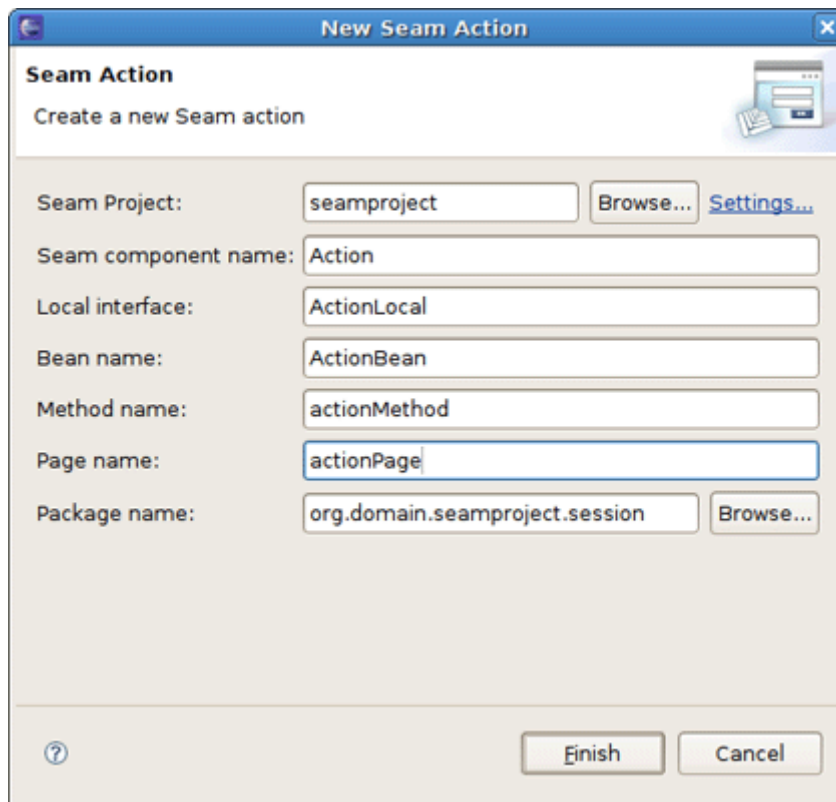 New Seam Action
Seam Action
Create a new Seam action
Seam Project: seamproject Browse... Settings...
Seam component name: Action
Local interface: ActionLocal
Bean name: ActionBean
Method name: actionMethod
Page name: actionPage
Package name: org.domain.seamproject.session Browse...
? Finish Cancel